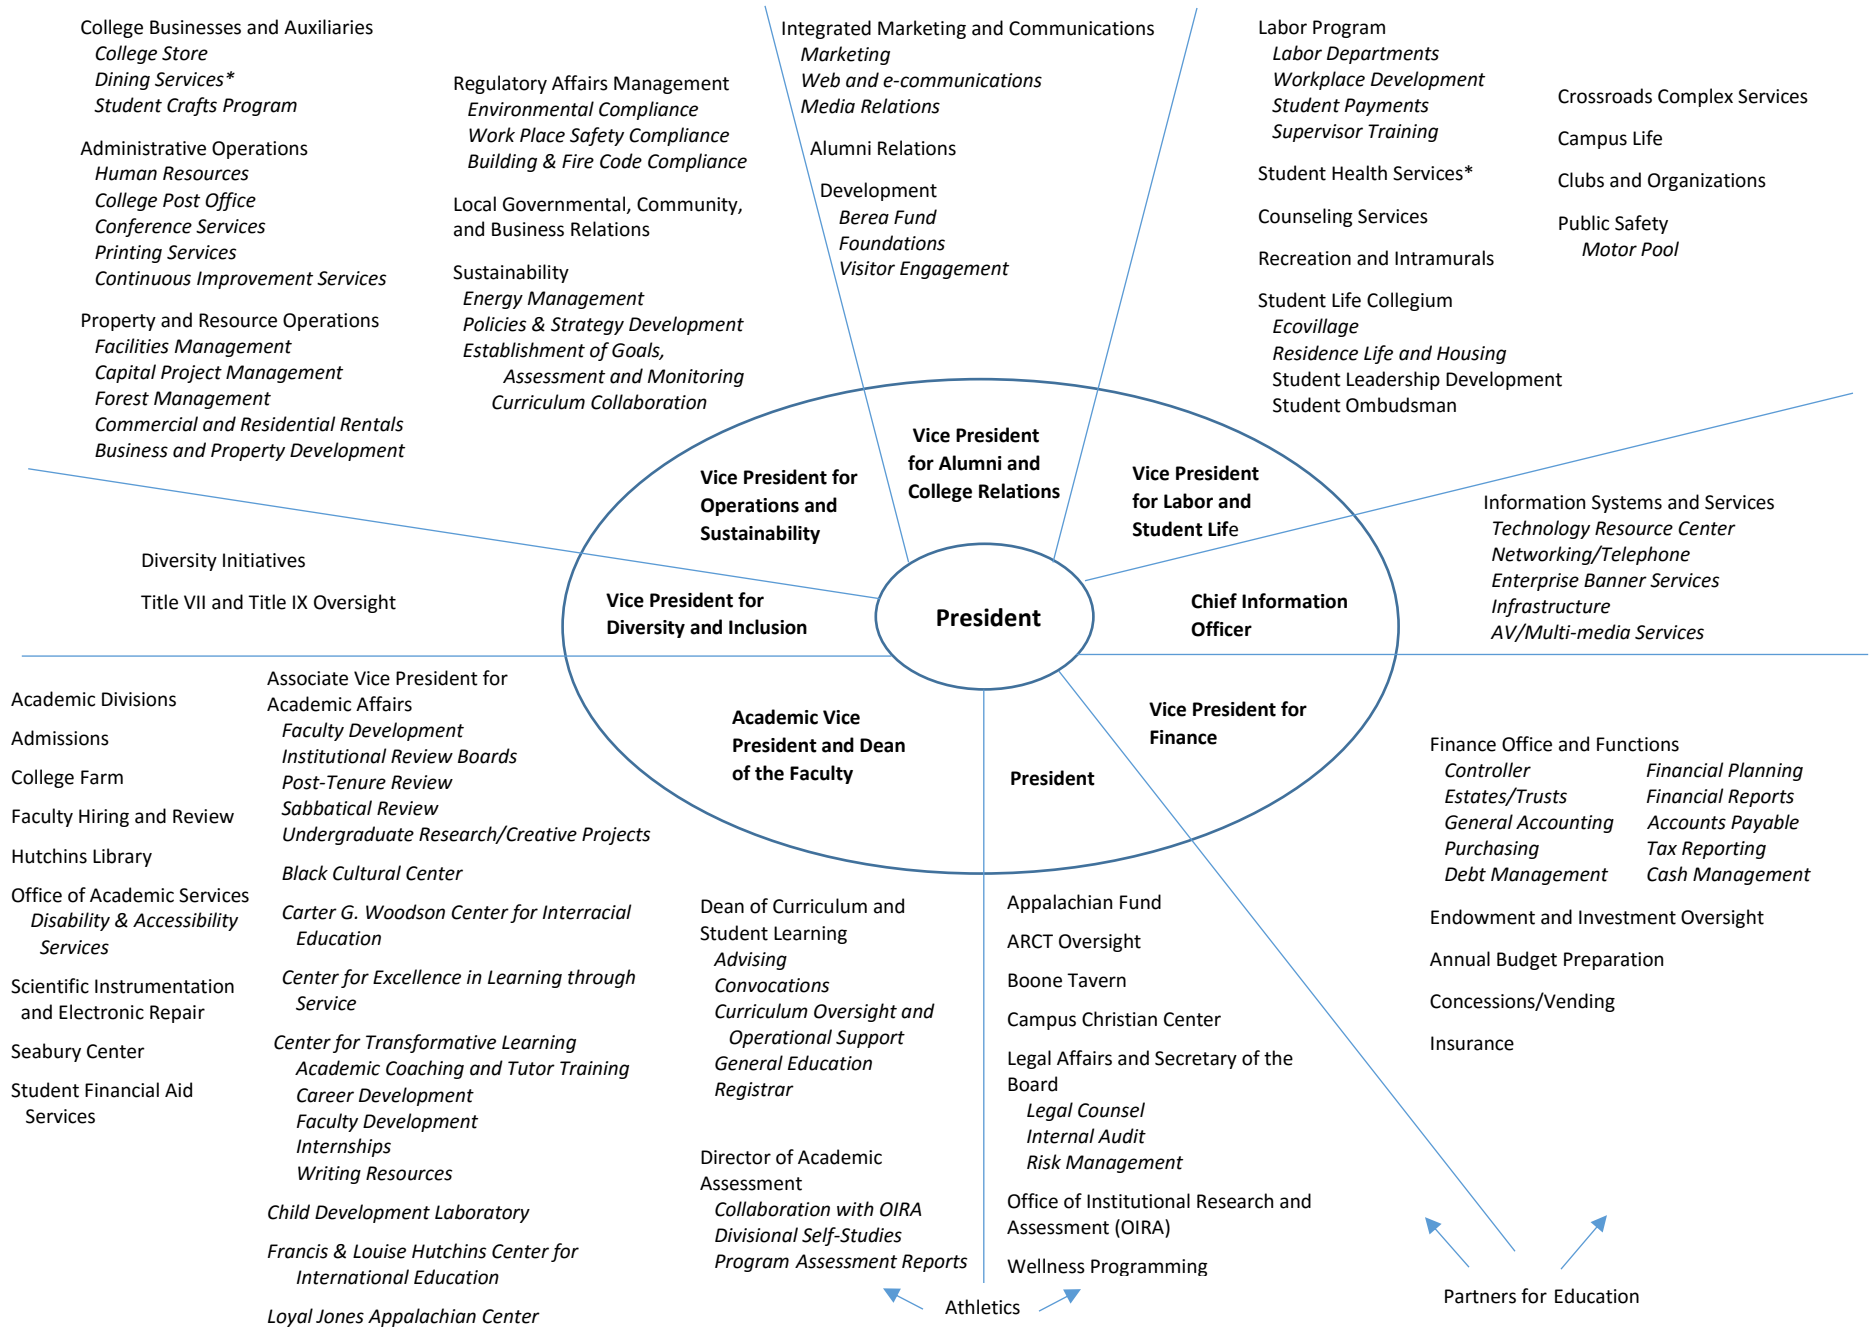 College Businesses and Auxiliaries
College Store
Dining Services*
Student Crafts Program
Administrative Operations
Human Resources
College Post Office
Conference Services
Printing Services
Continuous Improvement Services
Property and Resource Operations
Facilities Management
Capital Project Management
Forest Management
Commercial and Residential Rentals
Business and Property Development
Regulatory Affairs Management
Environmental Compliance
Work Place Safety Compliance
Building & Fire Code Compliance
Local Governmental, Community,
and Business Relations
Sustainability
Energy Management
Policies & Strategy Development
Establishment of Goals,
Assessment and Monitoring
Curriculum Collaboration
Integrated Marketing and Communications
Marketing
Web and e-communications
Media Relations
Alumni Relations
Development
Berea Fund
Foundations
Visitor Engagement
Labor Program
Labor Departments
Workplace Development
Student Payments
Supervisor Training
Student Health Services*
Counseling Services
Recreation and Intramurals
Student Life Collegium
Ecovillage
Residence Life and Housing
Student Leadership Development
Student Ombudsman
Crossroads Complex Services
Campus Life
Clubs and Organizations
Public Safety
Motor Pool
Vice President for
Operations and
Sustainability
Vice President
for Alumni and
College Relations
Vice President
for Labor and
Student Life
Information Systems and Services
Technology Resource Center
Networking/Telephone
Enterprise Banner Services
Infrastructure
AV/Multi-media Services
Diversity Initiatives
Title VII and Title IX Oversight
Vice President for
Diversity and Inclusion
President
Chief Information
Officer
Academic Vice
President and Dean
of the Faculty
President
Vice President for
Finance
Academic Divisions
Admissions
College Farm
Faculty Hiring and Review
Hutchins Library
Office of Academic Services
Disability & Accessibility
Services
Scientific Instrumentation
and Electronic Repair
Seabury Center
Student Financial Aid
Services
Associate Vice President for
Academic Affairs
Faculty Development
Institutional Review Boards
Post-Tenure Review
Sabbatical Review
Undergraduate Research/Creative Projects
Black Cultural Center
Carter G. Woodson Center for Interracial
Education
Center for Excellence in Learning through
Service
Center for Transformative Learning
Academic Coaching and Tutor Training
Career Development
Faculty Development
Internships
Writing Resources
Child Development Laboratory
Francis & Louise Hutchins Center for
International Education
Loyal Jones Appalachian Center
Dean of Curriculum and
Student Learning
Advising
Convocations
Curriculum Oversight and
Operational Support
General Education
Registrar
Director of Academic
Assessment
Collaboration with OIRA
Divisional Self-Studies
Program Assessment Reports
Appalachian Fund
ARCT Oversight
Boone Tavern
Campus Christian Center
Legal Affairs and Secretary of the
Board
Legal Counsel
Internal Audit
Risk Management
Office of Institutional Research and
Assessment (OIRA)
Wellness Programming
Athletics
Finance Office and Functions
Controller Financial Planning
Estates/Trusts Financial Reports
General Accounting Accounts Payable
Purchasing Tax Reporting
Debt Management Cash Management
Endowment and Investment Oversight
Annual Budget Preparation
Concessions/Vending
Insurance
Partners for Education